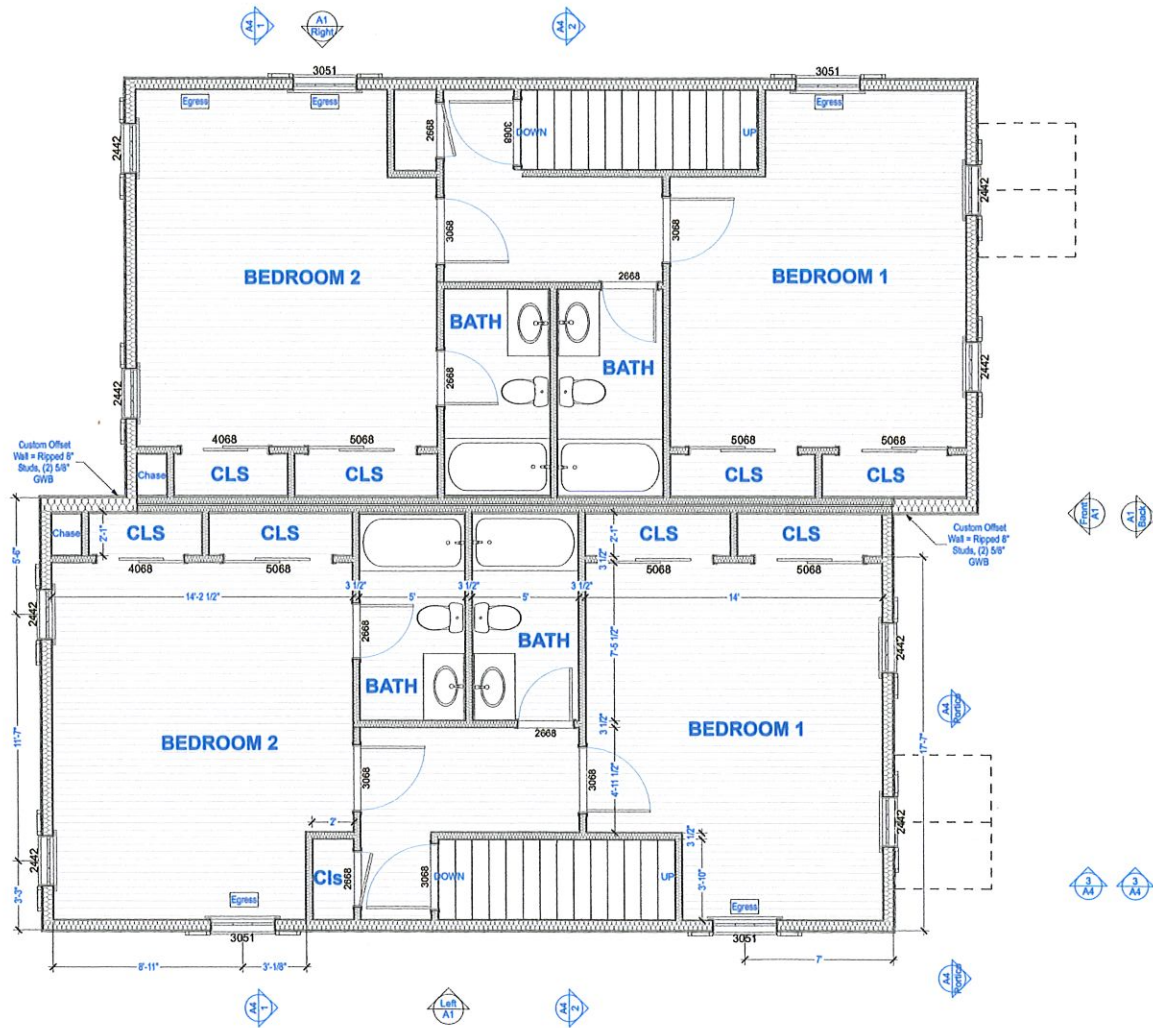 A4
1
A1
Right
A4
2
3051
3051
Egress
Egress
Egress
2442
2668
3068
DOWN
UP
2442
3068
3068
BEDROOM 2
BEDROOM 1
2668
BATH
BATH
2668
2442
2442
4068
5068
5068
5068
Custom Offset
Wall = Ripped 8"
Studs, (2) 5/8"
GWB
Chase
CLS
CLS
CLS
CLS
Front
A1
A1
Back
Chase
2'-1"
CLS
CLS
2'-1"
CLS
CLS
Custom Offset
Wall = Ripped 8"
Studs, (2) 5/8"
GWB
5'-6"
4068
5068
3 1/2"
5068
5068
14'-2 1/2"
3 1/2"
5'
3 1/2"
5'
3 1/2"
14'
2442
2668
2442
7'-5 1/2"
BATH
BATH
A4
Portico
11'-7"
BEDROOM 2
3 1/2"
BEDROOM 1
2668
17'-7"
3068
4'-11 1/2"
3068
2442
2'
3 1/2"
2442
Cls
2668
3068
DOWN
UP
3'-10"
3
A4
3
A4
3'-3"
Egress
Egress
3051
3051
8'-11"
3'-1/8"
7'
A4
Portico
A4
1
Left
A1
A4
2